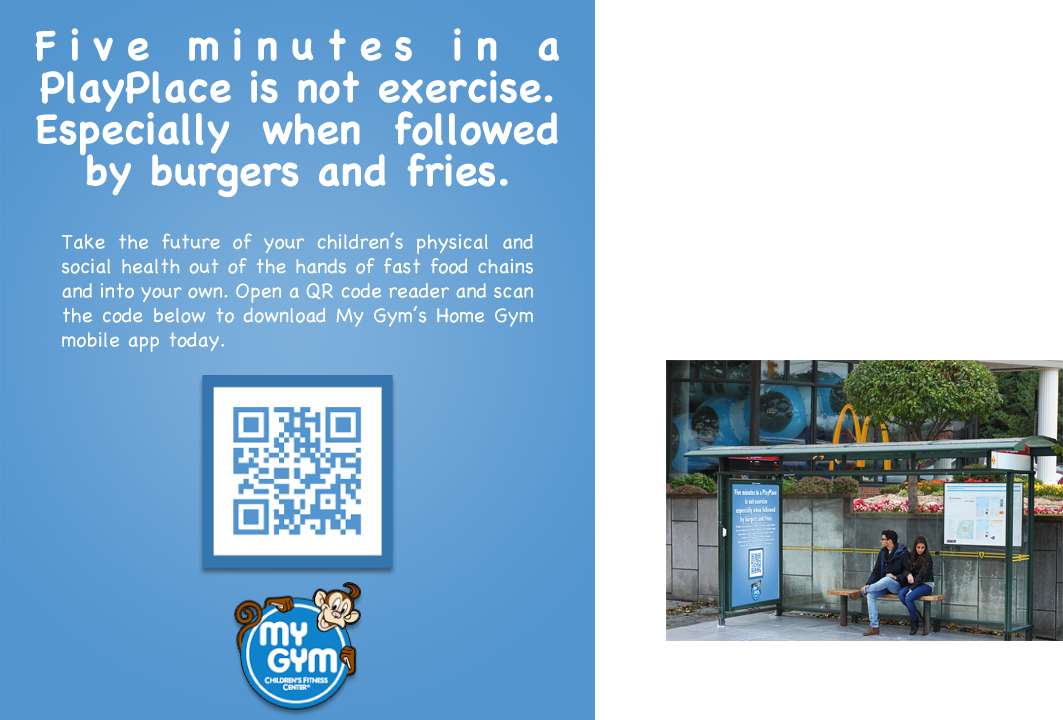 Five minutes in a
PlayPlace is not exercise.
Especially when followed
by burgers and fries.
Take the future of your children's physical and
social health out of the hands of fast food chains
and into your own. Open a QR code reader and scan
the code below to download My Gym's Home Gym
mobile app today.
MY
GYM
CHILDREN'S FITNESS
CENTER®
Five minutes in a PlayPlace
is not exercise
especially when followed
by burgers and fries.